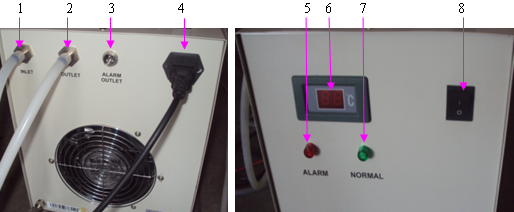 1 2 3 4 5 6 7 8
INLET
OUTLET
ALARM
OUTLET
C
ALARM
NORMAL